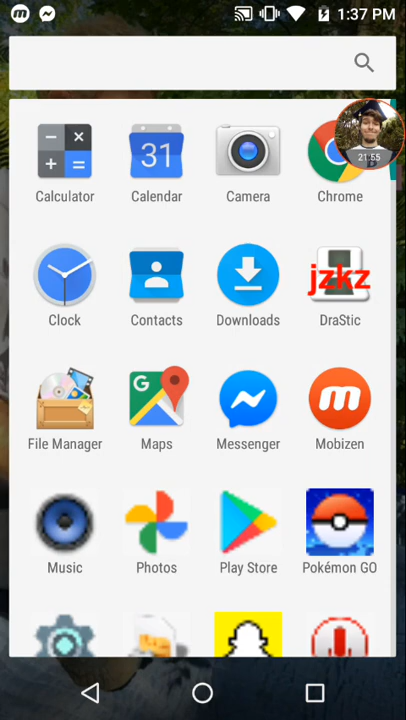 1:37 PM
Calculator
31
Calendar
Camera
Chrome
21:55
Clock
Contacts
Downloads
jzkz
DraStic
File Manager
G
Maps
Messenger
m
Mobizen
Music
Photos
Play Store
Pokémon GO